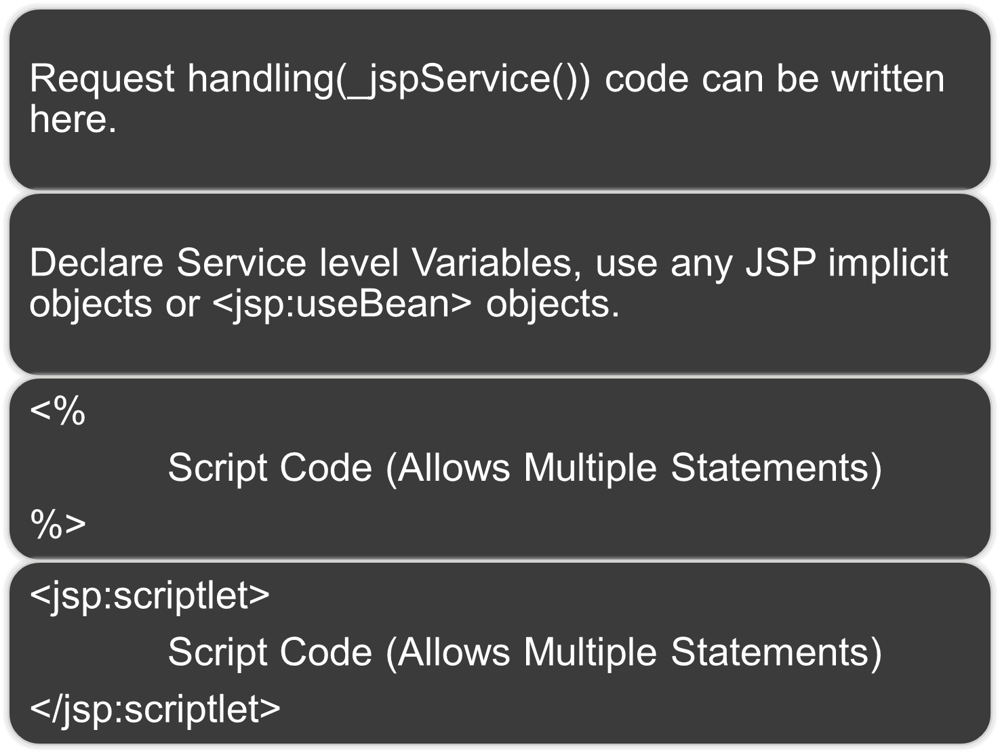 Request handling(_jspService()) code can be written
here.
Declare Service level Variables, use any JSP implicit
objects or <jsp:useBean> objects.
<%
Script Code (Allows Multiple Statements)
%>
<jsp:scriptlet>
Script Code (Allows Multiple Statements)
</jsp:scriptlet>